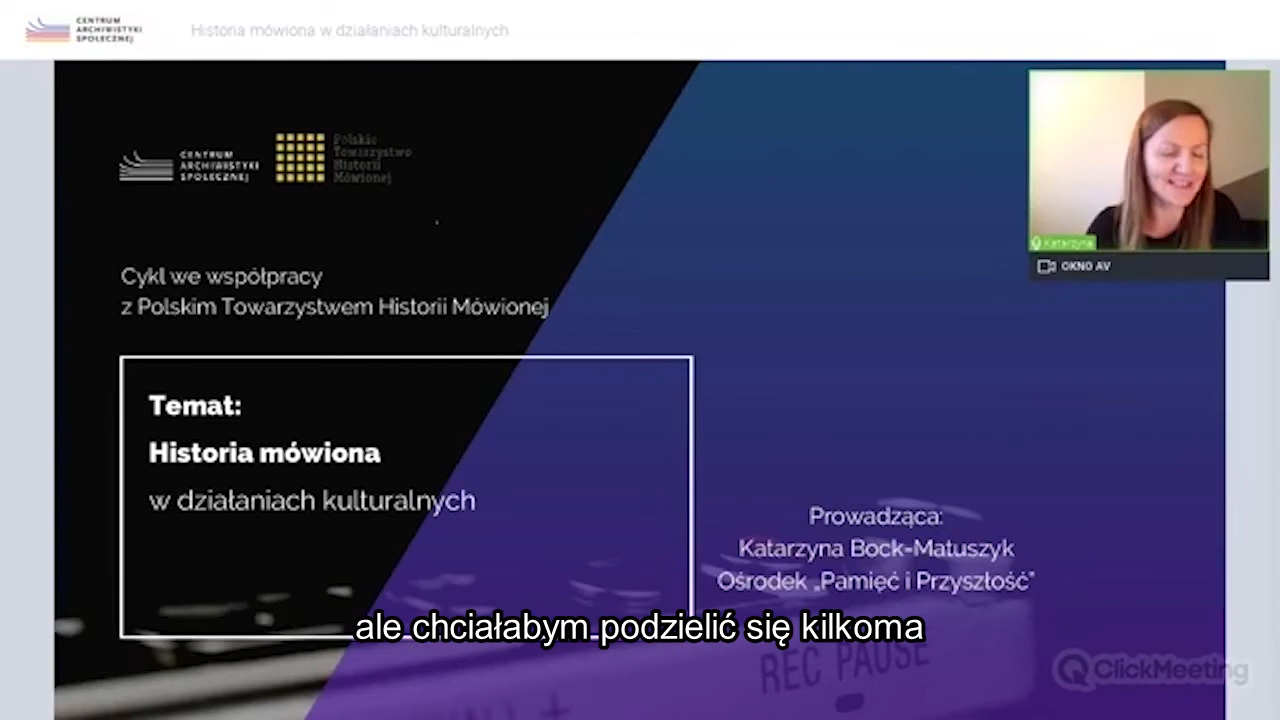 CENTRUM
ARCHIWISTYKI
SPOŁECZNEJ
Historia mówiona w działaniach kulturalnych
CENTRUM
ARCHIWISTYKI
SPOŁECZNEJ
Polskie
Towarzystwo
Historii
Mówionej
Katarzyna
OKNO AV
Cykl we współpracy
z Polskim Towarzystwem Historii Mówionej
Temat:
Historia mówiona
w działaniach kulturalnych
Prowadząca:
Katarzyna Bock-Matuszyk
Ośrodek „Pamięć i Przyszłość”
ale chciałabym podzielić się kilkoma
REC PAUSE
ClickMeeting